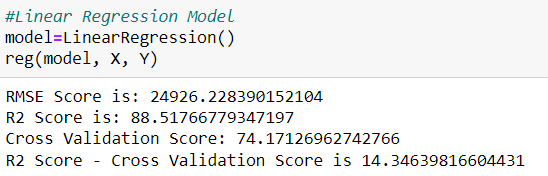 #Linear Regression Model
model=LinearRegression()
reg(model, X, Y)
RMSE Score is: 24926.228390152104
R2 Score is: 88.51766779347197
Cross Validation Score: 74.17126962742766
R2 Score - Cross Validation Score is 14.34639816604431